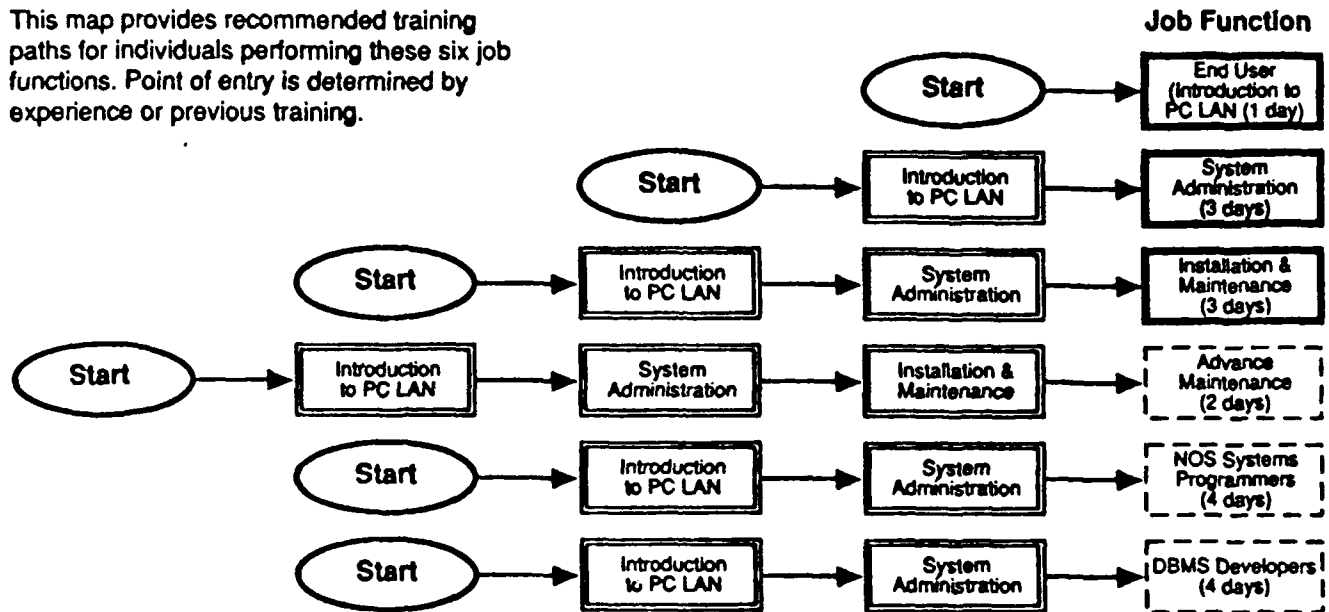 This map provides recommended training
paths for individuals performing these six job
functions. Point of entry is determined by
experience or previous training.
Job Function
Start
End User
(Introduction to
PC LAN (1 day)
Start
Introduction
to PC LAN
System
Administration
(3 days)
Start
Introduction
to PC LAN
System
Administration
Installation &
Maintenance
(3 days)
Start
Introduction
to PC LAN
System
Administration
Installation &
Maintenance
Advance
Maintenance
(2 days)
Start
Introduction
to PC LAN
System
Administration
NOS Systems
Programmers
(4 days)
Start
Introduction
to PC LAN
System
Administration
DBMS Developers
(4 days)